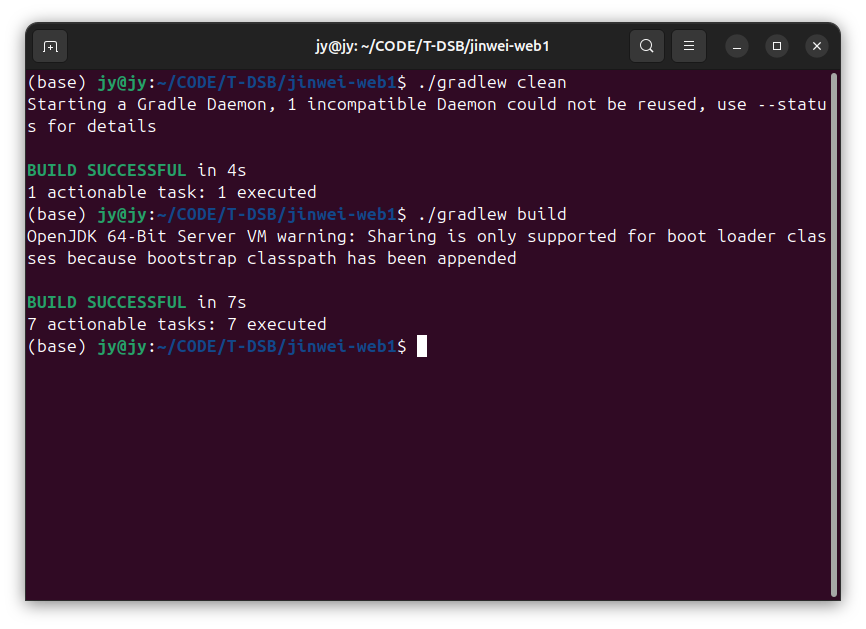 jy@jy: ~/CODE/T-DSB/jinwei-web1
(base) jy@jy:~/CODE/T-DSB/jinwei-web1$ ./gradlew clean
Starting a Gradle Daemon, 1 incompatible Daemon could not be reused, use --statu
s for details
BUILD SUCCESSFUL in 4s
1 actionable task: 1 executed
(base) jy@jy:~/CODE/T-DSB/jinwei-web1$ ./gradlew build
OpenJDK 64-Bit Server VM warning: Sharing is only supported for boot loader clas
ses because bootstrap classpath has been appended
BUILD SUCCESSFUL in 7s
7 actionable tasks: 7 executed
(base) jy@jy:~/CODE/T-DSB/jinwei-web1$